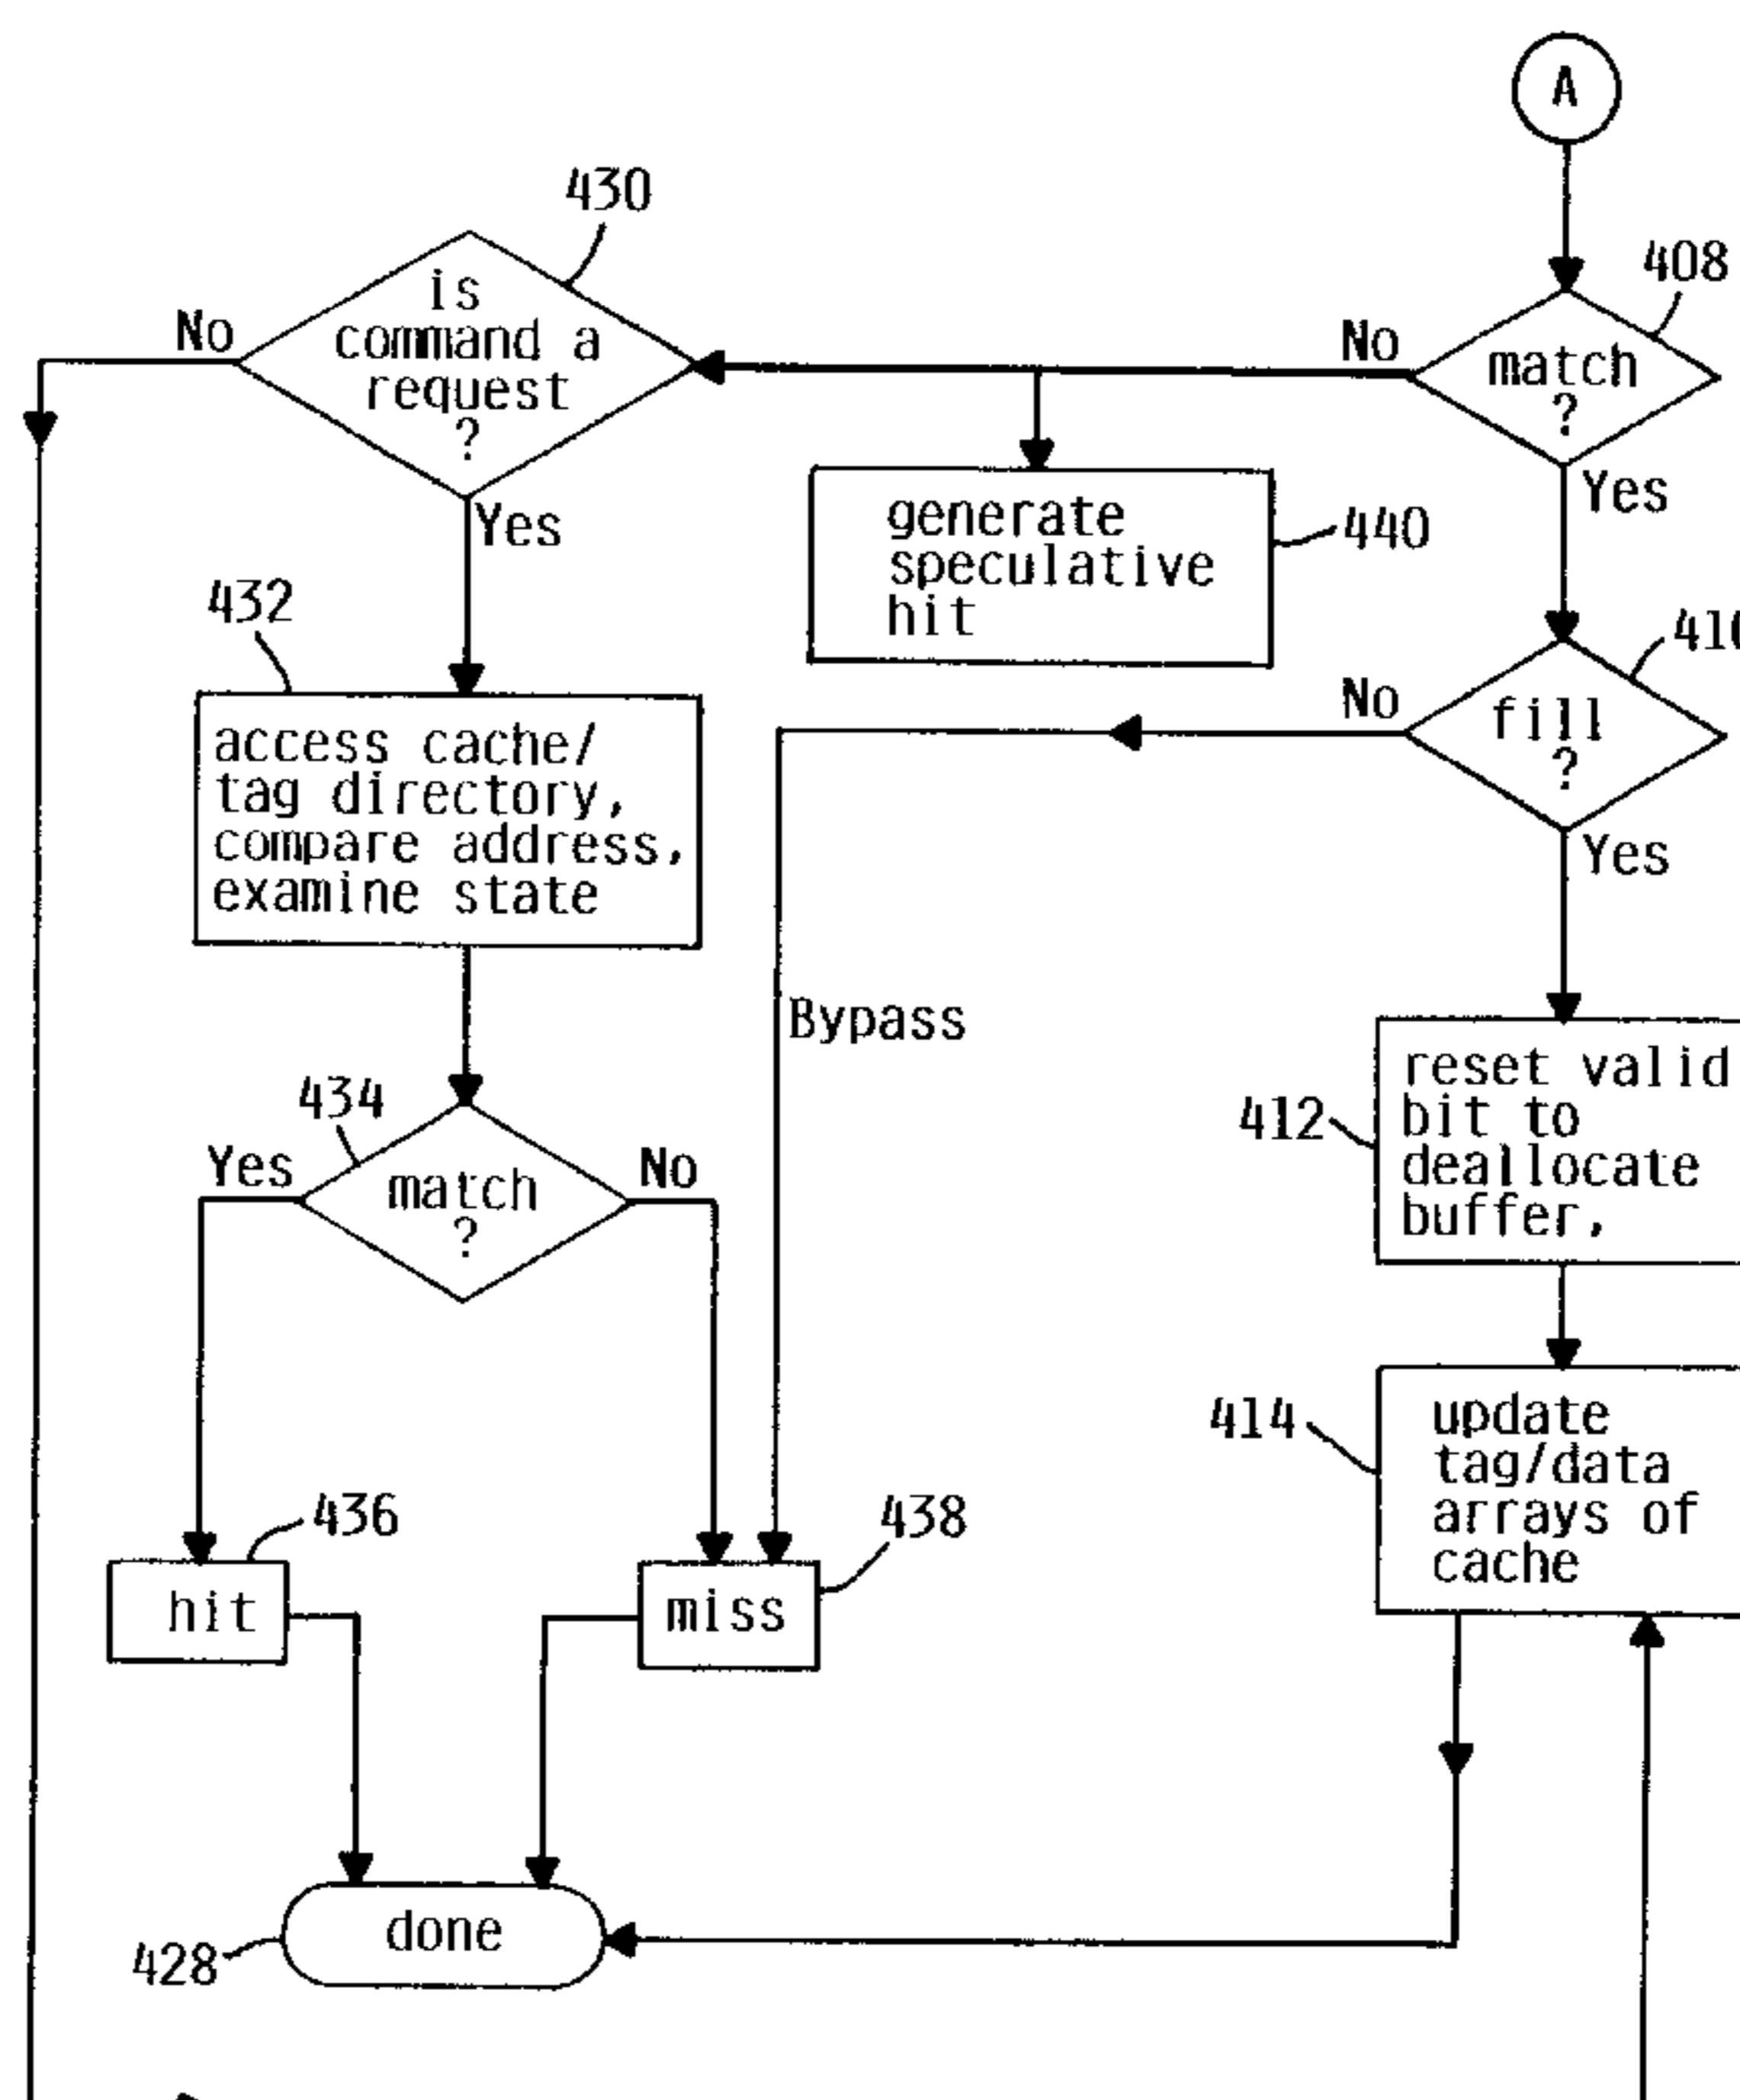 A
430
408
is
command a
request
?
No
No
match
?
Yes
Yes
generate
speculative
hit
440
432
No
fill
?
access cache/
tag directory,
compare address,
examine state
Yes
Bypass
reset valid
bit to
deallocate
buffer,
412
434
Yes
match
?
No
update
tag/data
arrays of
cache
414
436
438
hit
miss
done
428